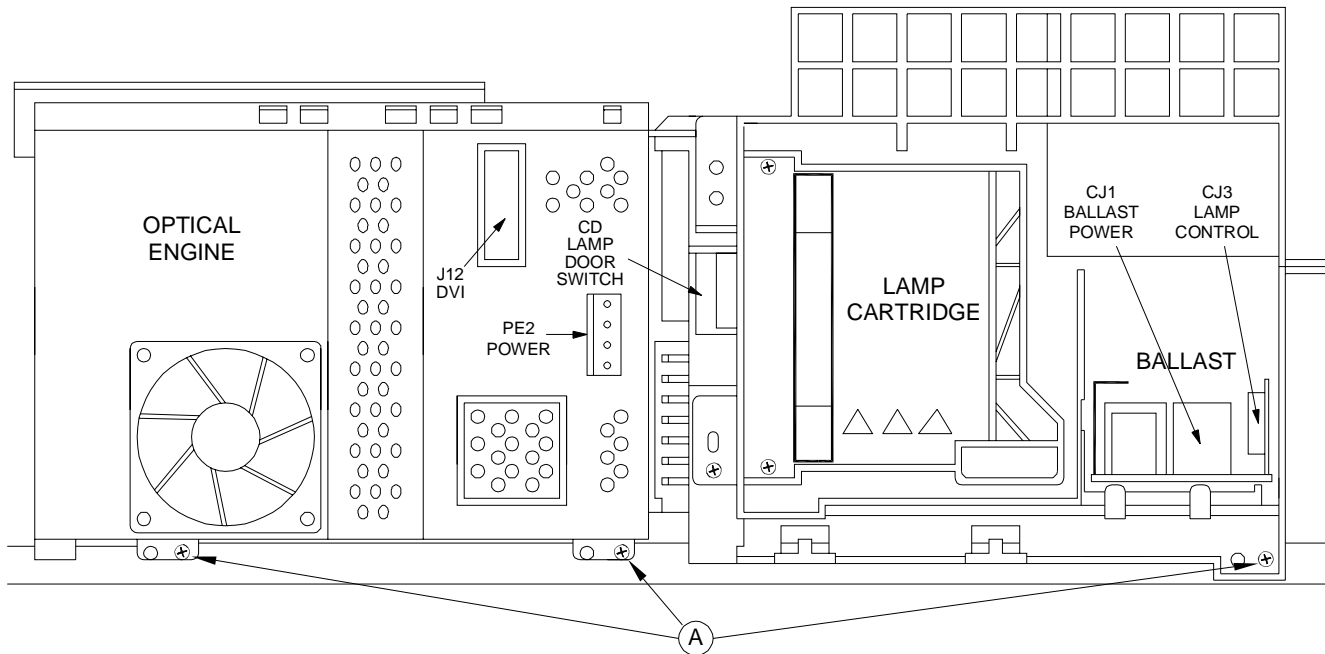 OPTICAL
ENGINE
J12
DVI
CD
LAMP
DOOR
SWITCH
PE2
POWER
LAMP
CARTRIDGE
CJ1
BALLAST
POWER
CJ3
LAMP
CONTROL
BALLAST
A